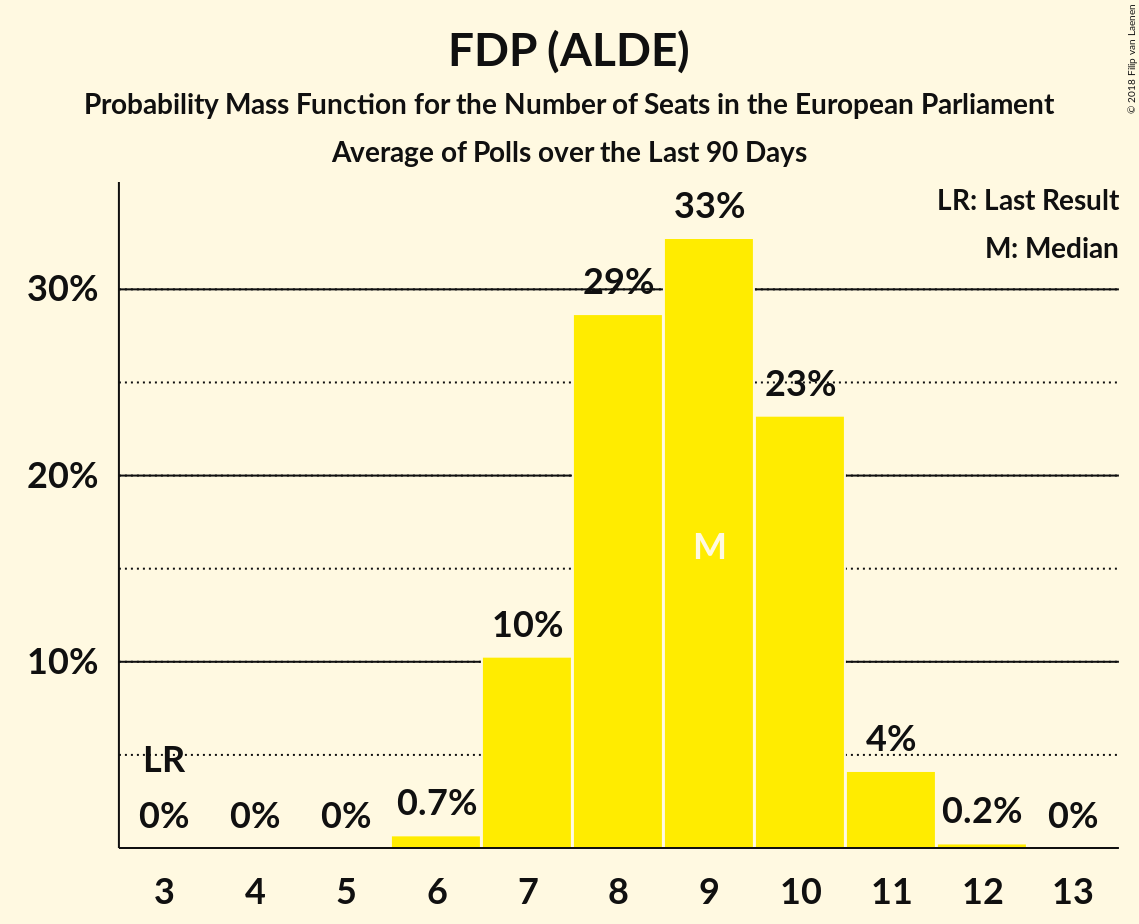 FDP (ALDE)
Probability Mass Function for the Number of Seats in the European Parliament
Average of Polls over the Last 90 Days
© 2018 Filip van Laenen
LR: Last Result
M: Median
33%
29%
30%
23%
20%
M
10%
10%
LR
4%
0%
0%
0%
0.7%
0.2%
0%
3 4 5 6 7 8 9 10 11 12 13